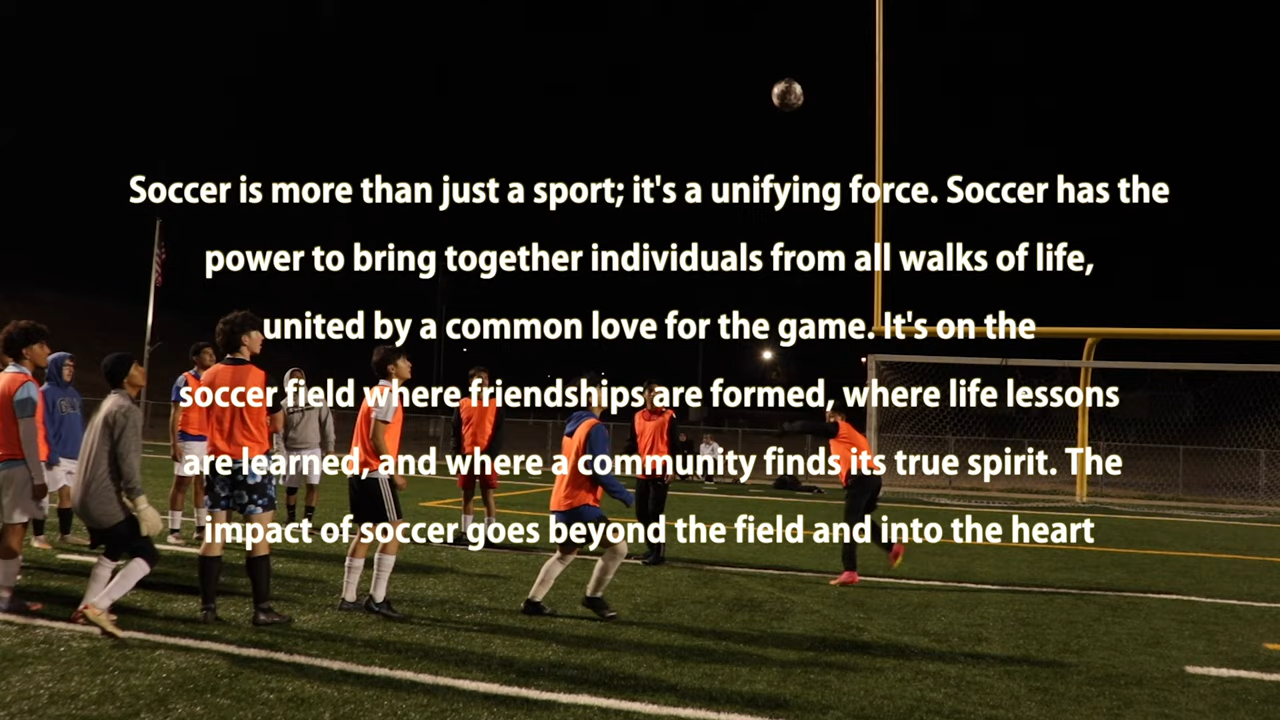 Soccer is more than just a sport; it's a unifying force. Soccer has the
power to bring together individuals from all walks of life,
united by a common love for the game. It's on the
soccer field where friendships are formed, where life lessons
are learned, and where a community finds its true spirit. The
impact of soccer goes beyond the field and into the heart